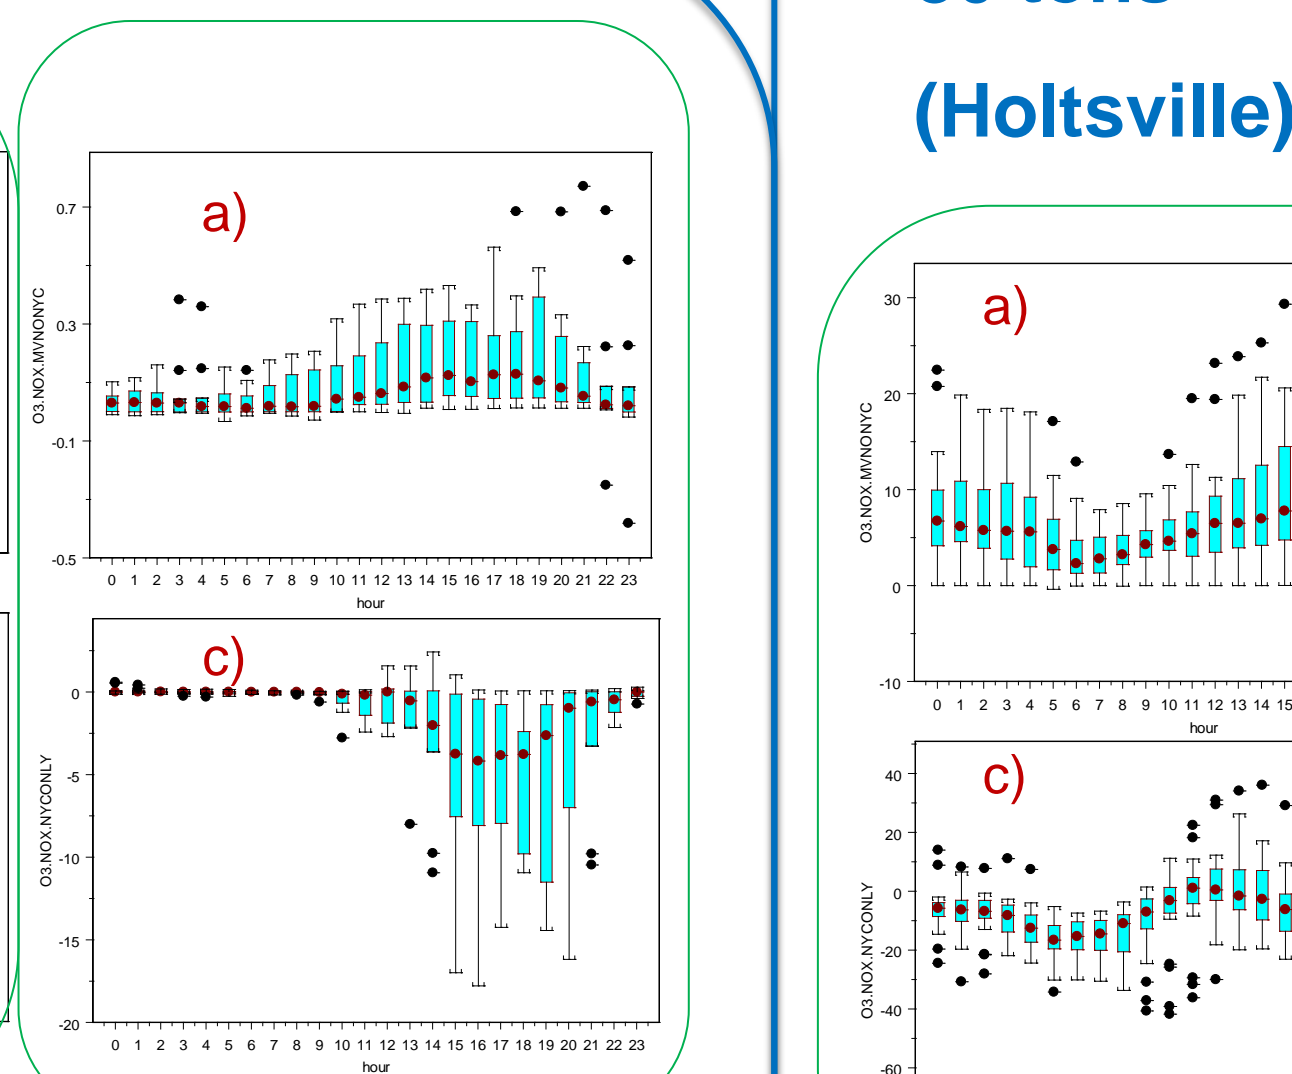 (Holtsville)
a)
0.7
0.3
-0.1
-0.5
O3.NOX.MVNONYC
0 1 2 3 4 5 6 7 8 9 10 11 12 13 14 15 16 17 18 19 20 21 22 23
hour
c)
0
-5
-10
-15
-20
O3.NOX.NYCONLY
0 1 2 3 4 5 6 7 8 9 10 11 12 13 14 15 16 17 18 19 20 21 22 23
hour
a)
30
20
10
0
-10
O3.NOX.MVNONYC
0 1 2 3 4 5 6 7 8 9 10 11 12 13 14 15
hour
c)
40
20
0
-20
-40
-60
O3.NOX.NYCONLY